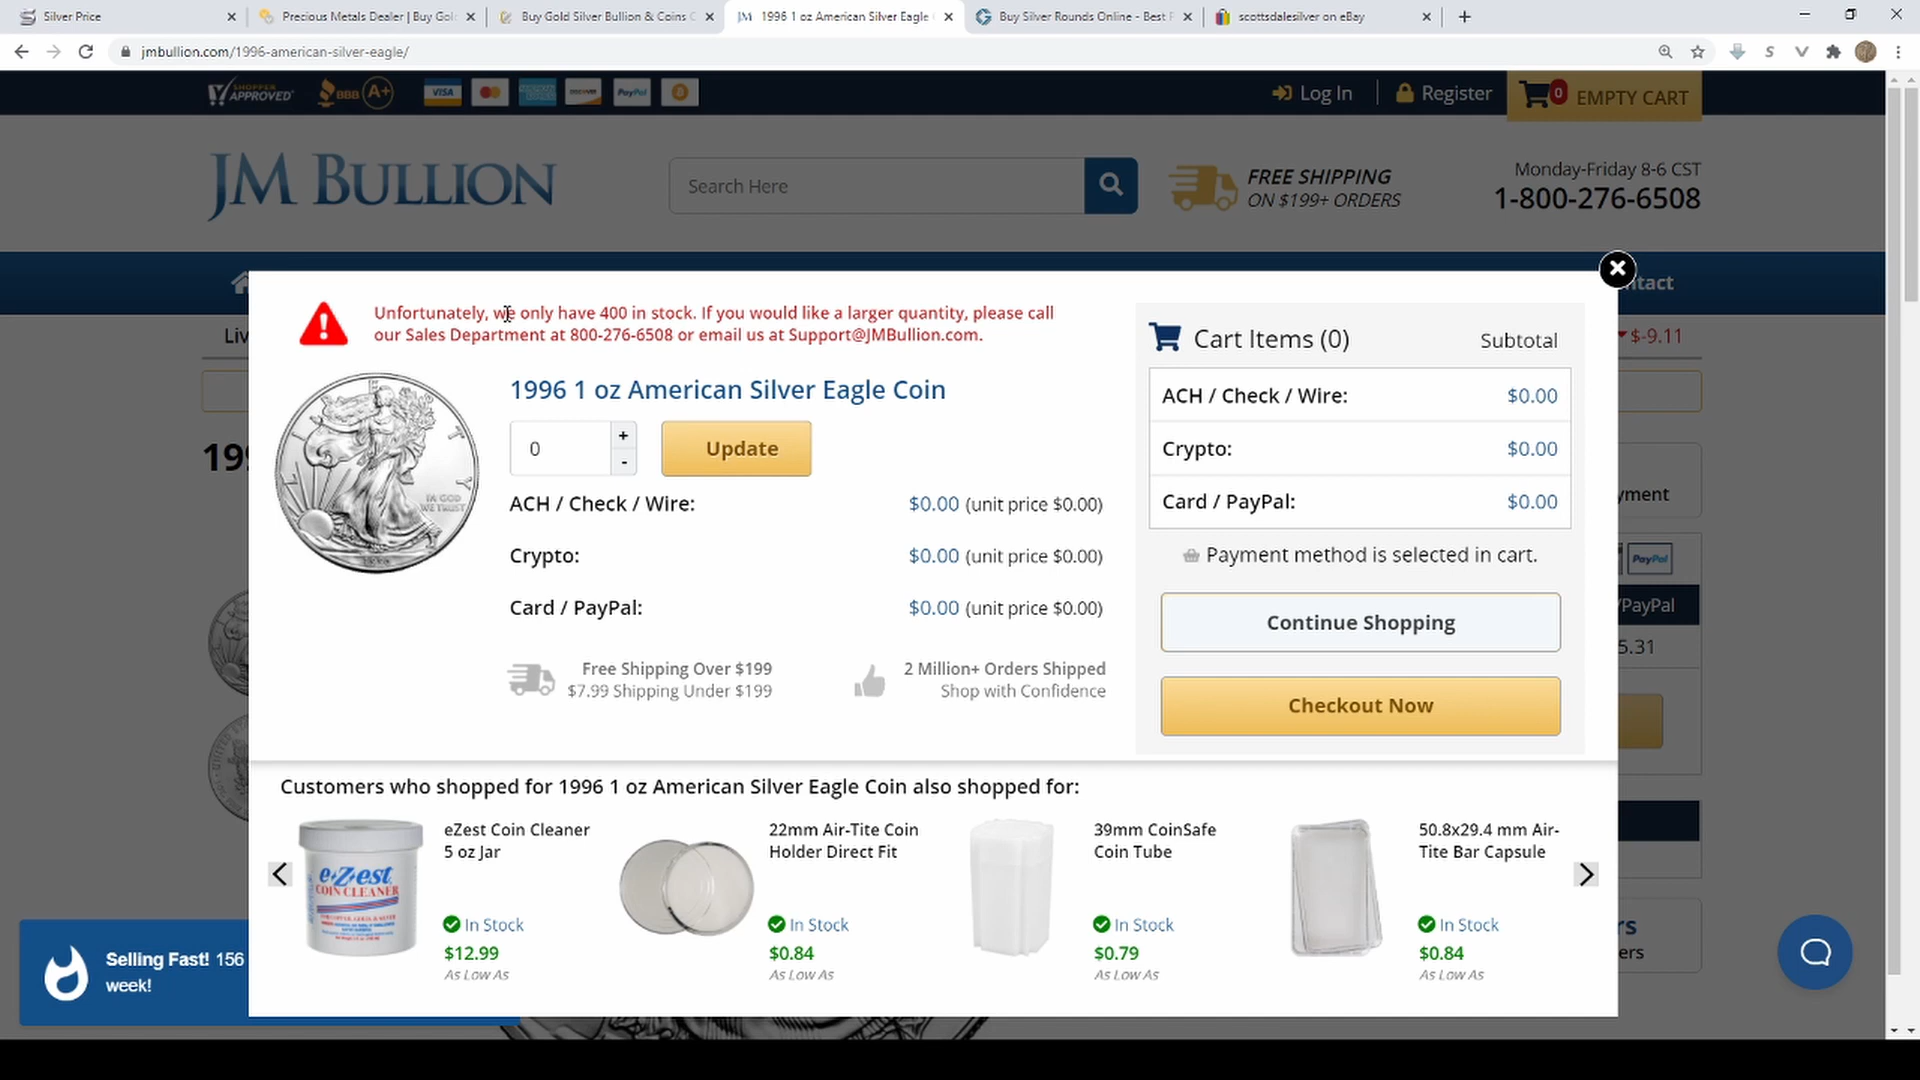 Silver Price
Precious Metals Dealer | Buy Gol
Buy Gold Silver Bullion & Coins C
JM 1996 1 oz American Silver Eagle
Buy Silver Rounds Online - Best P
scottsdalesilver on eBay
jmbullion.com/1996-american-silver-eagle/
SHOPPER APPROVED
BBB A+
VISA
DISCOVER
PayPal
Log In
Register
0 EMPTY CART
JM BULLION
Search Here
FREE SHIPPING
ON $199+ ORDERS
Monday-Friday 8-6 CST
1-800-276-6508
ntact
Liv
$-9.11
199
Unfortunately, we only have 400 in stock. If you would like a larger quantity, please call
our Sales Department at 800-276-6508 or email us at Support@JMBullion.com.
1996 1 oz American Silver Eagle Coin
0
+
-
Update
LIBERTY
IN GOD
WE TRUST
ACH / Check / Wire: $0.00 (unit price $0.00)
Crypto: $0.00 (unit price $0.00)
Card / PayPal: $0.00 (unit price $0.00)
Free Shipping Over $199
$7.99 Shipping Under $199
2 Million+ Orders Shipped
Shop with Confidence
Cart Items (0) Subtotal
ACH / Check / Wire: $0.00
Crypto: $0.00
Card / PayPal: $0.00
Payment method is selected in cart.
Continue Shopping
Checkout Now
yment
PayPal
/PayPal
5.31
Customers who shopped for 1996 1 oz American Silver Eagle Coin also shopped for:
e•Z•est
COIN CLEANER
eZest Coin Cleaner
5 oz Jar
In Stock
$12.99
As Low As
22mm Air-Tite Coin
Holder Direct Fit
In Stock
$0.84
As Low As
39mm CoinSafe
Coin Tube
In Stock
$0.79
As Low As
50.8x29.4 mm Air-
Tite Bar Capsule
In Stock
$0.84
As Low As
rs
ers
Selling Fast! 156
week!